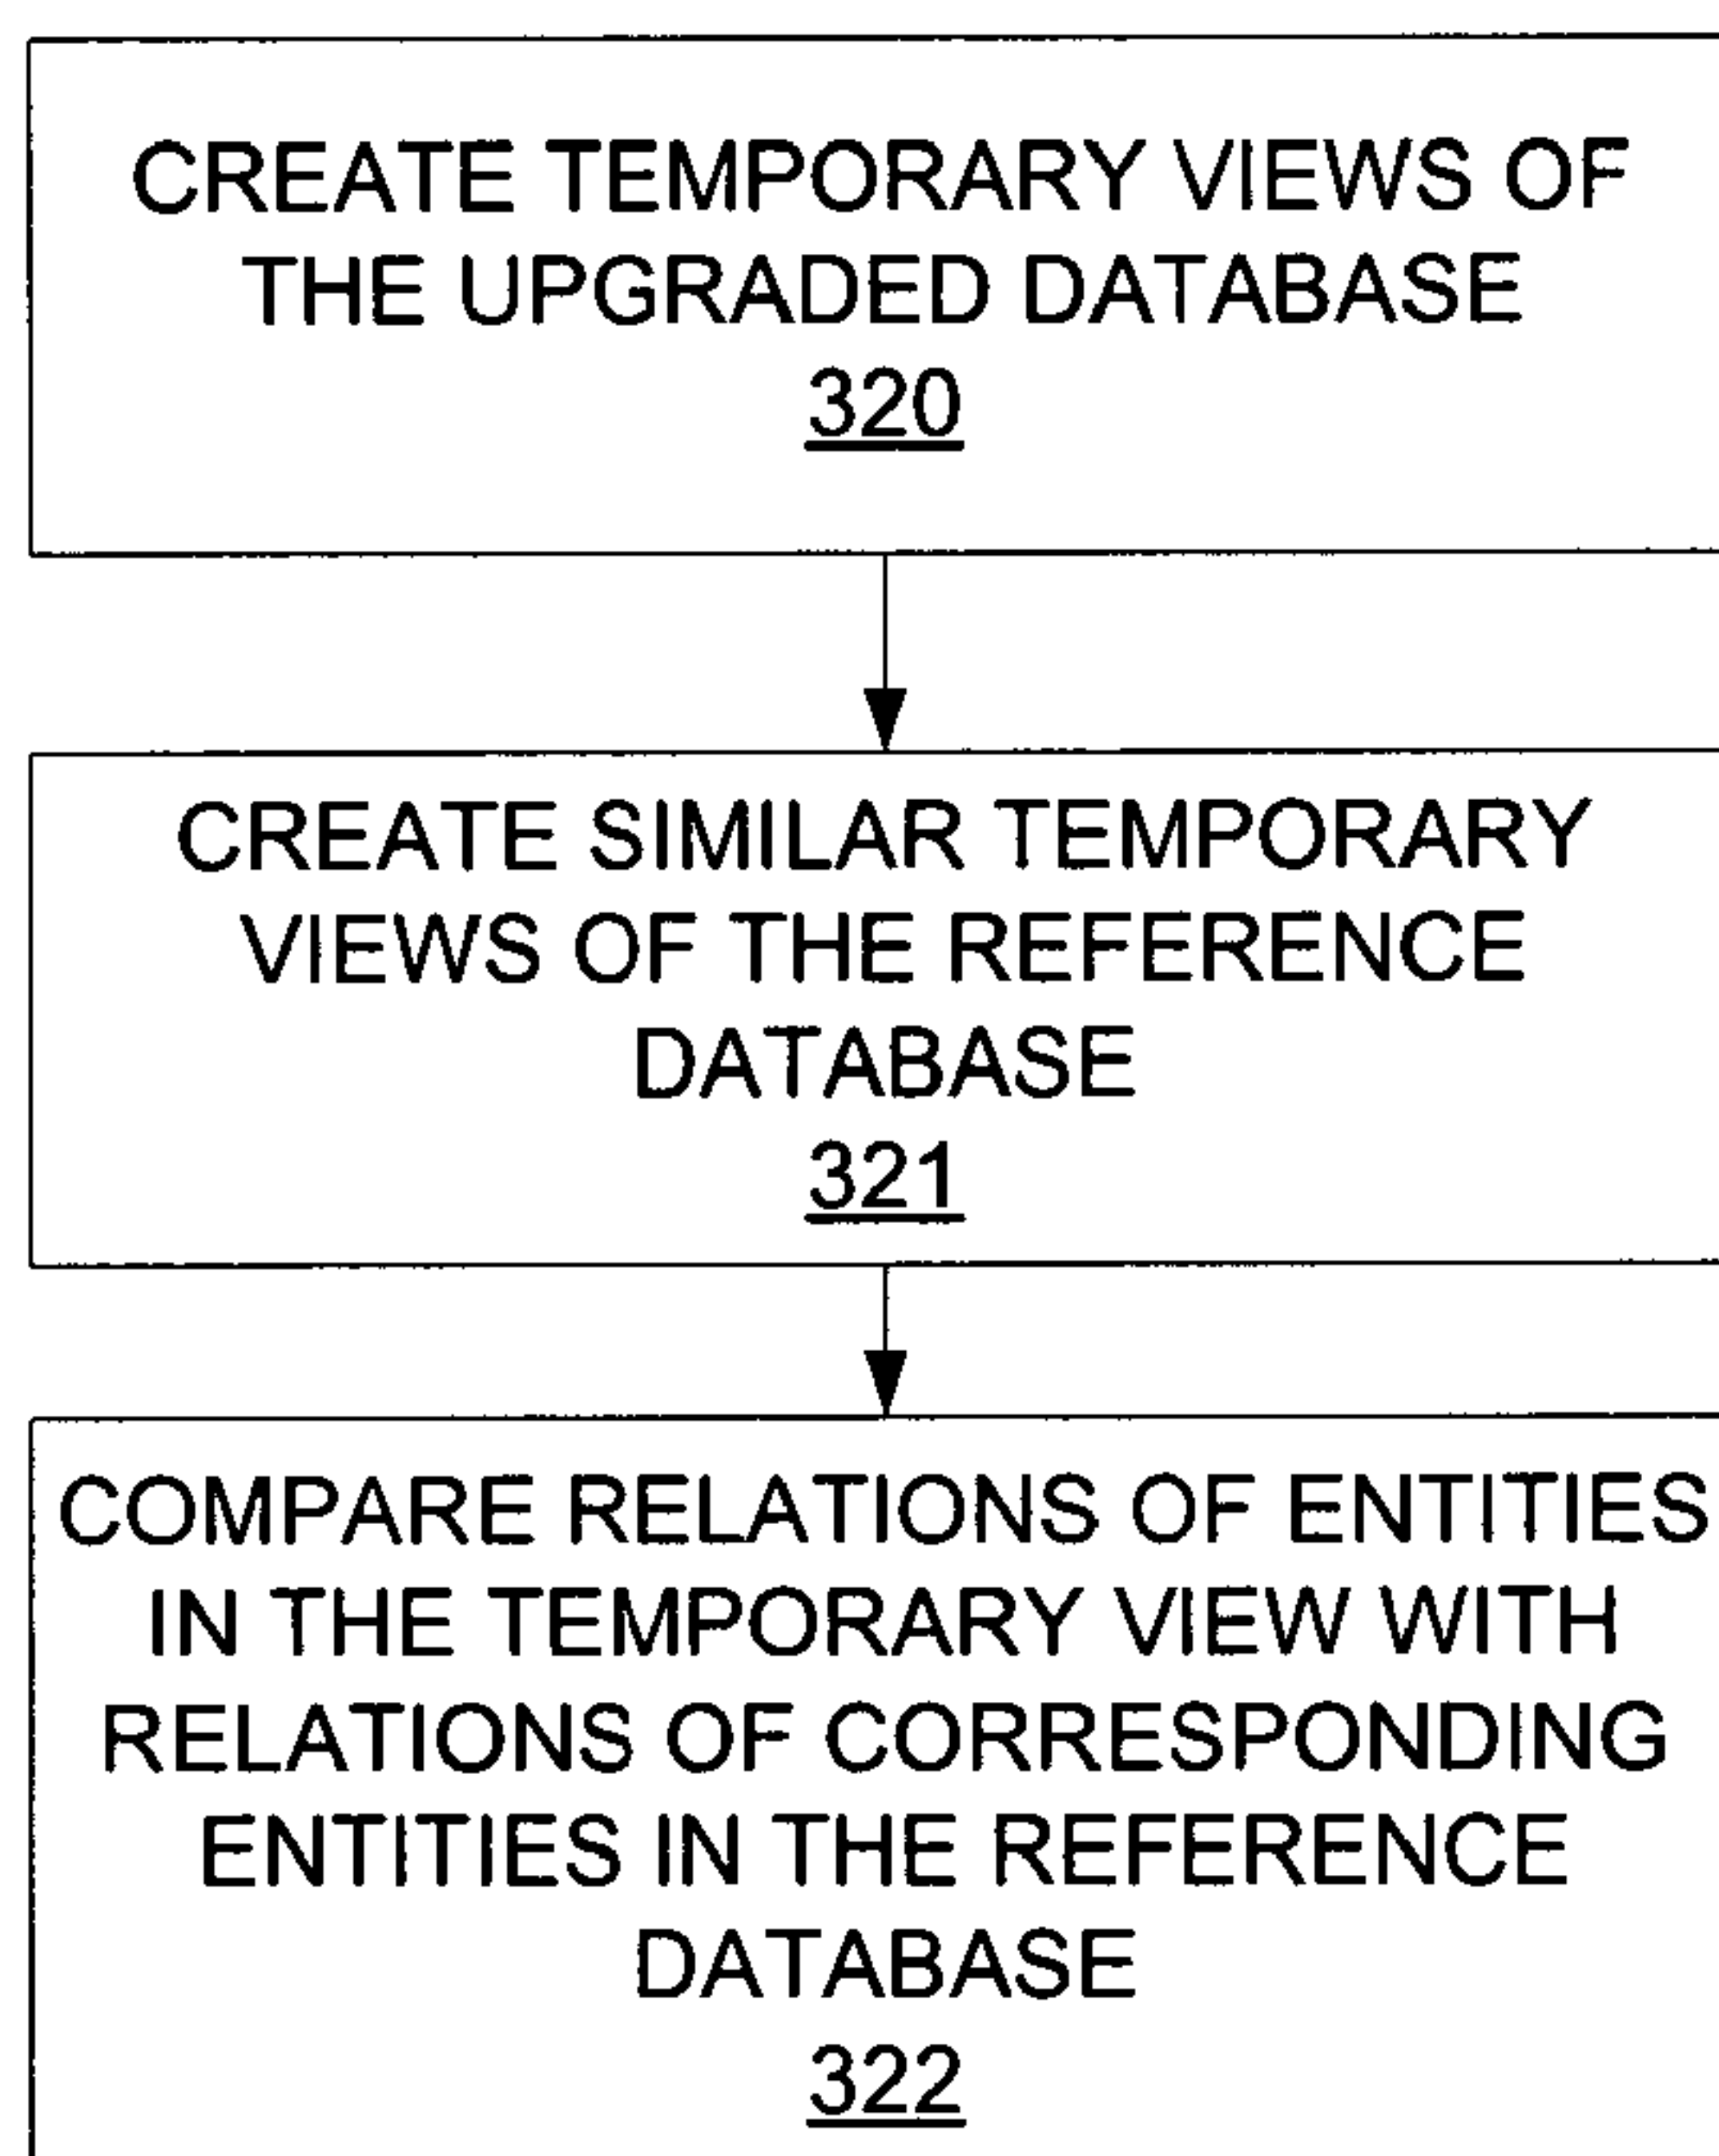 CREATE TEMPORARY VIEWS OF
THE UPGRADED DATABASE
320
CREATE SIMILAR TEMPORARY
VIEWS OF THE REFERENCE
DATABASE
321
COMPARE RELATIONS OF ENTITIES
IN THE TEMPORARY VIEW WITH
RELATIONS OF CORRESPONDING
ENTITIES IN THE REFERENCE
DATABASE
322